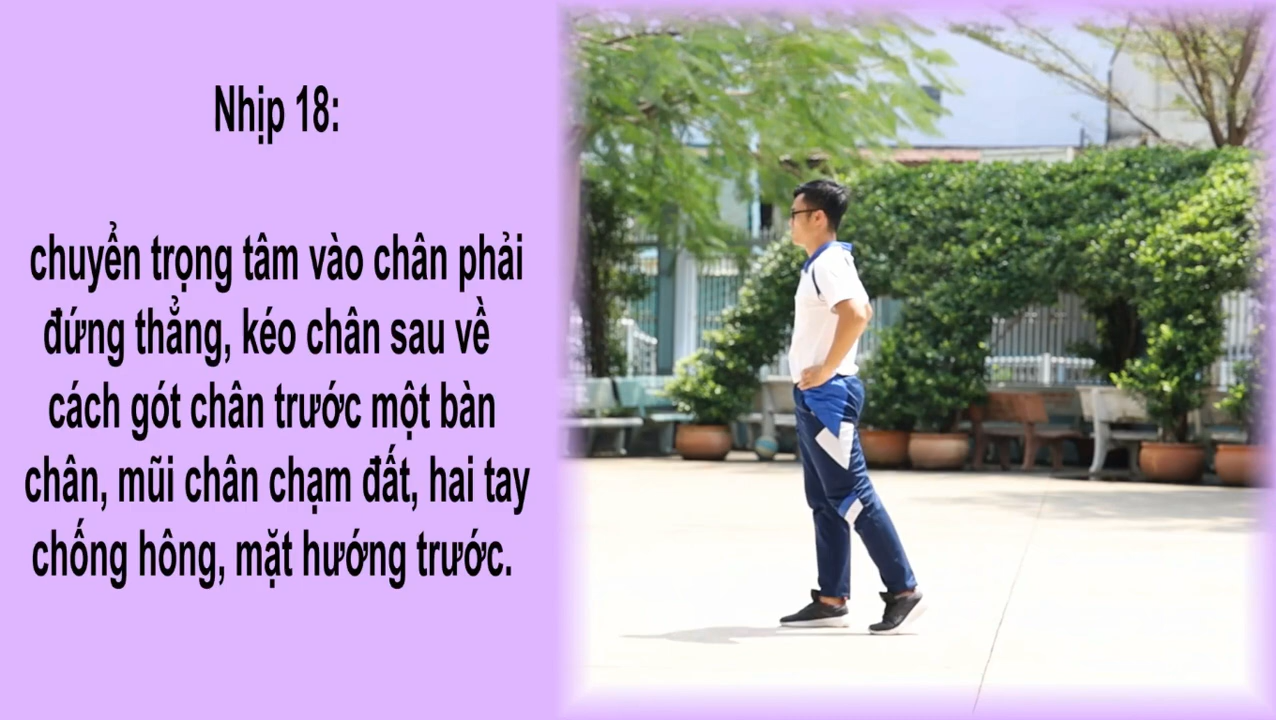 Nhịp 18:
chuyển trọng tâm vào chân phải
đứng thẳng, kéo chân sau về
cách gót chân trước một bàn
chân, mũi chân chạm đất, hai tay
chống hông, mặt hướng trước.